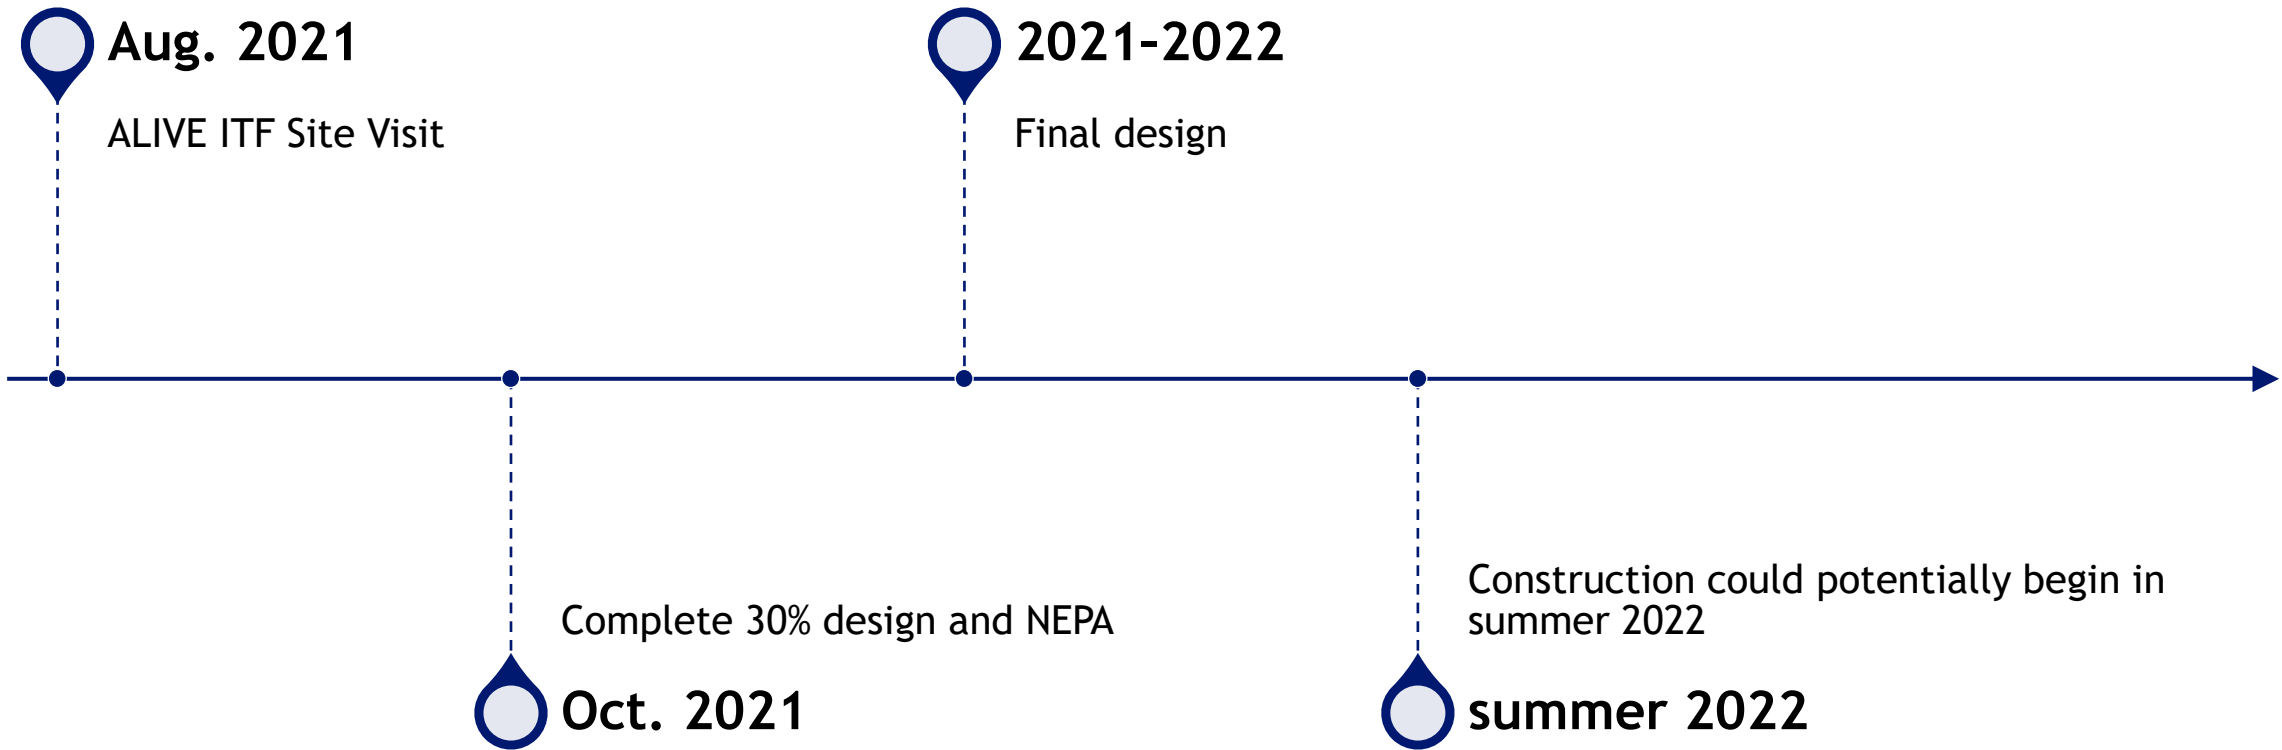 Aug. 2021
ALIVE ITF Site Visit
Complete 30% design and NEPA
Oct. 2021
2021-2022
Final design
Construction could potentially begin in
summer 2022
summer 2022